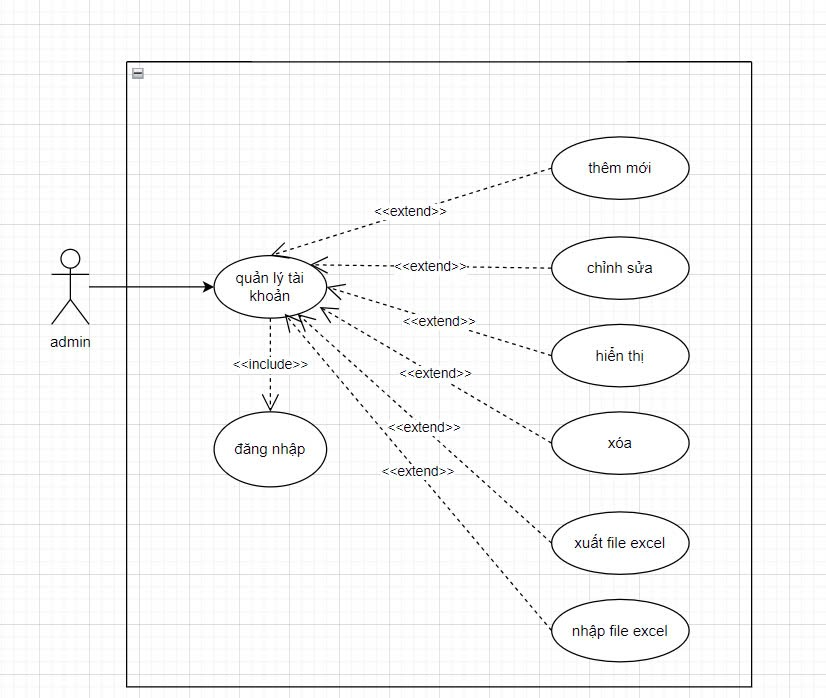 thêm mới
<<extend>>
<<extend>>
chỉnh sửa
quản lý tài
khoản
admin
<<extend>>
hiển thị
<<include>>
<<extend>>
<<extend>>
xóa
đăng nhập
<<extend>>
xuất file excel
nhập file excel